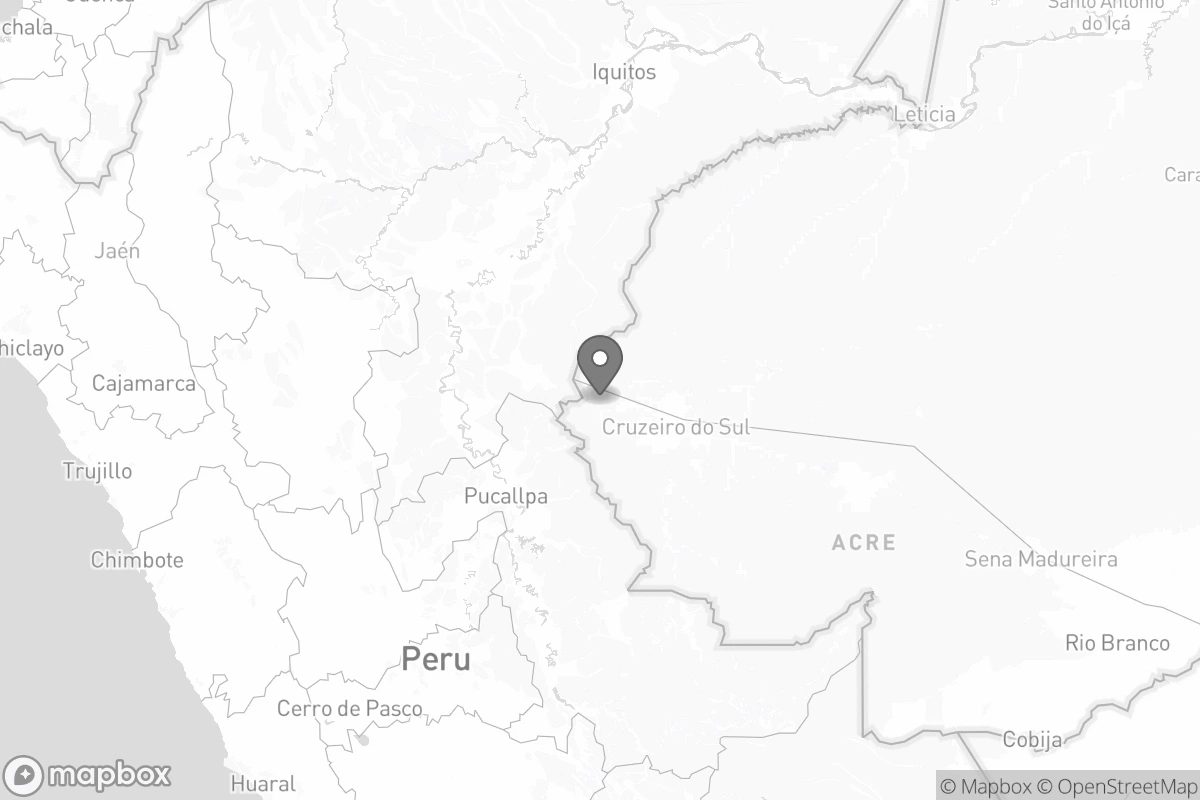 Cuenca
chala
Santo Antônio
do Içá
Iquitos
Leticia
Cara
Jaén
hiclayo
Cajamarca
Cruzeiro do Sul
Trujillo
Pucallpa
ACRE
Chimbote
Sena Madureira
Rio Branco
Peru
Cerro de Pasco
Cobija
Huaral
mapbox
© Mapbox © OpenStreetMap